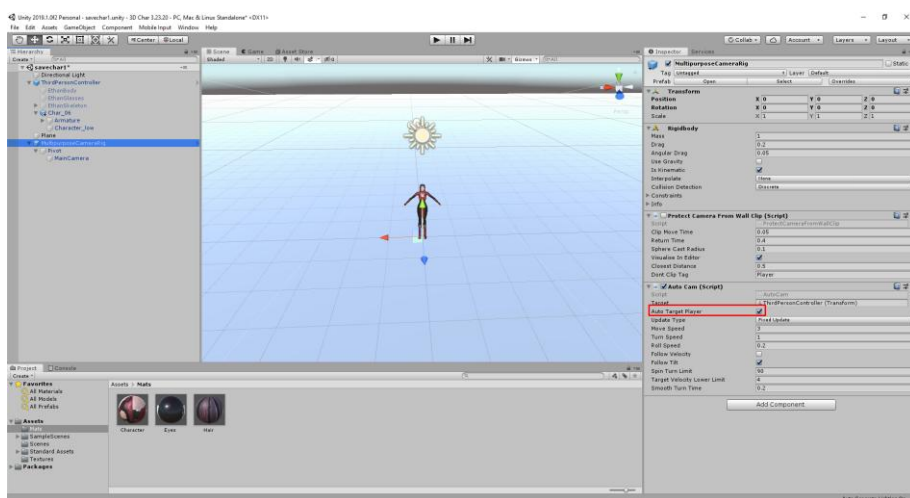 Unity 2018.1.0f2 Personal - savechar1.unity - 3D Char 3.23.20 - PC, Mac & Linux Standalone* <DX11>
File Edit Assets GameObject Component Mobile Input Window Help
Center Local
Collab Account Layers Layout
Hierarchy
Create
savechar1*
Directional Light
ThirdPersonController
EthanBody
EthanGlasses
EthanSkeleton
Char_06
Armature
Character_low
Plane
MultipurposeCameraRig
Pivot
MainCamera
Scene Game Asset Store
Shaded 2D Gizmos
Inspector Services
MultipurposeCameraRig Static
Tag Untagged Layer Default
Prefab Open Select Overrides
Transform
Position X 0 Y 0 Z 0
Rotation X 0 Y 0 Z 0
Scale X 1 Y 1 Z 1
Rigidbody
Mass 1
Drag 0.2
Angular Drag 0.05
Use Gravity
Is Kinematic
Interpolate None
Collision Detection Discrete
Constraints
Info
Protect Camera From Wall Clip (Script)
Script ProtectCameraFromWallClip
Clip Move Time 0.05
Return Time 0.4
Sphere Cast Radius 0.1
Visualise In Editor
Closest Distance 0.5
Dont Clip Tag Player
Auto Cam (Script)
Script AutoCam
Target ThirdPersonController (Transform)
Auto Target Player
Update Type Fixed Update
Move Speed 3
Turn Speed 1
Roll Speed 0.2
Follow Velocity
Follow Tilt
Spin Turn Limit 90
Target Velocity Lower Limit 4
Smooth Turn Time 0.2
Add Component
Project Console
Create
Favorites
All Materials
All Models
All Prefabs
Assets
Mats
SampleScenes
Scenes
Standard Assets
Textures
Packages
Assets > Mats
Character Eyes Hair